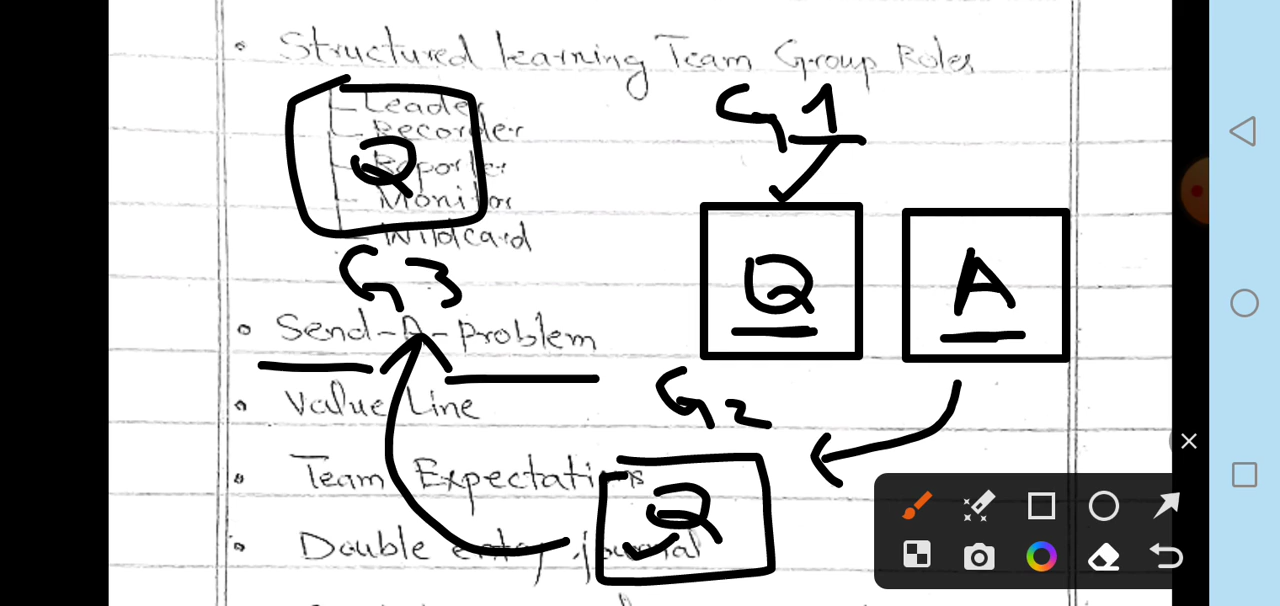 • Structured learning Team Group Roles
Leader
Recorder
Reporter
Monitor
Wildcard
G1
Q
Q A
G3
• Send-A-Problem
G2
• Value Line
• Team Expectations
Q
• Double entry journal